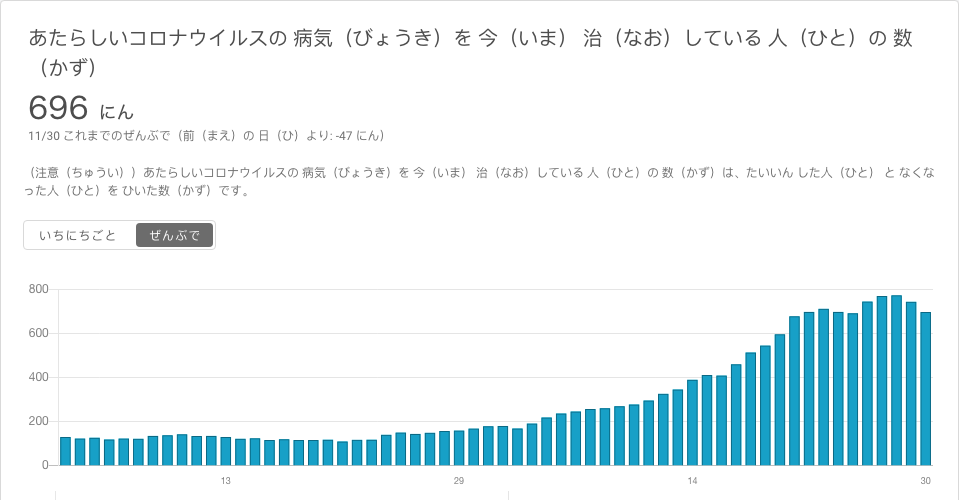 あたらしいコロナウイルスの 病気（びょうき）を 今（いま） 治（なお）している 人（ひと）の 数
（かず）
696 にん
11/30 これまでのぜんぶで（前（まえ）の 日（ひ）より: -47 にん）
（注意（ちゅうい））あたらしいコロナウイルスの 病気（びょうき）を 今（いま） 治（なお）している 人（ひと）の 数（かず）は、たいいん した人（ひと） と なくな
った人（ひと）を ひいた数（かず）です。
いちにちごと ぜんぶで
800
600
400
200
0
13 29 14 30